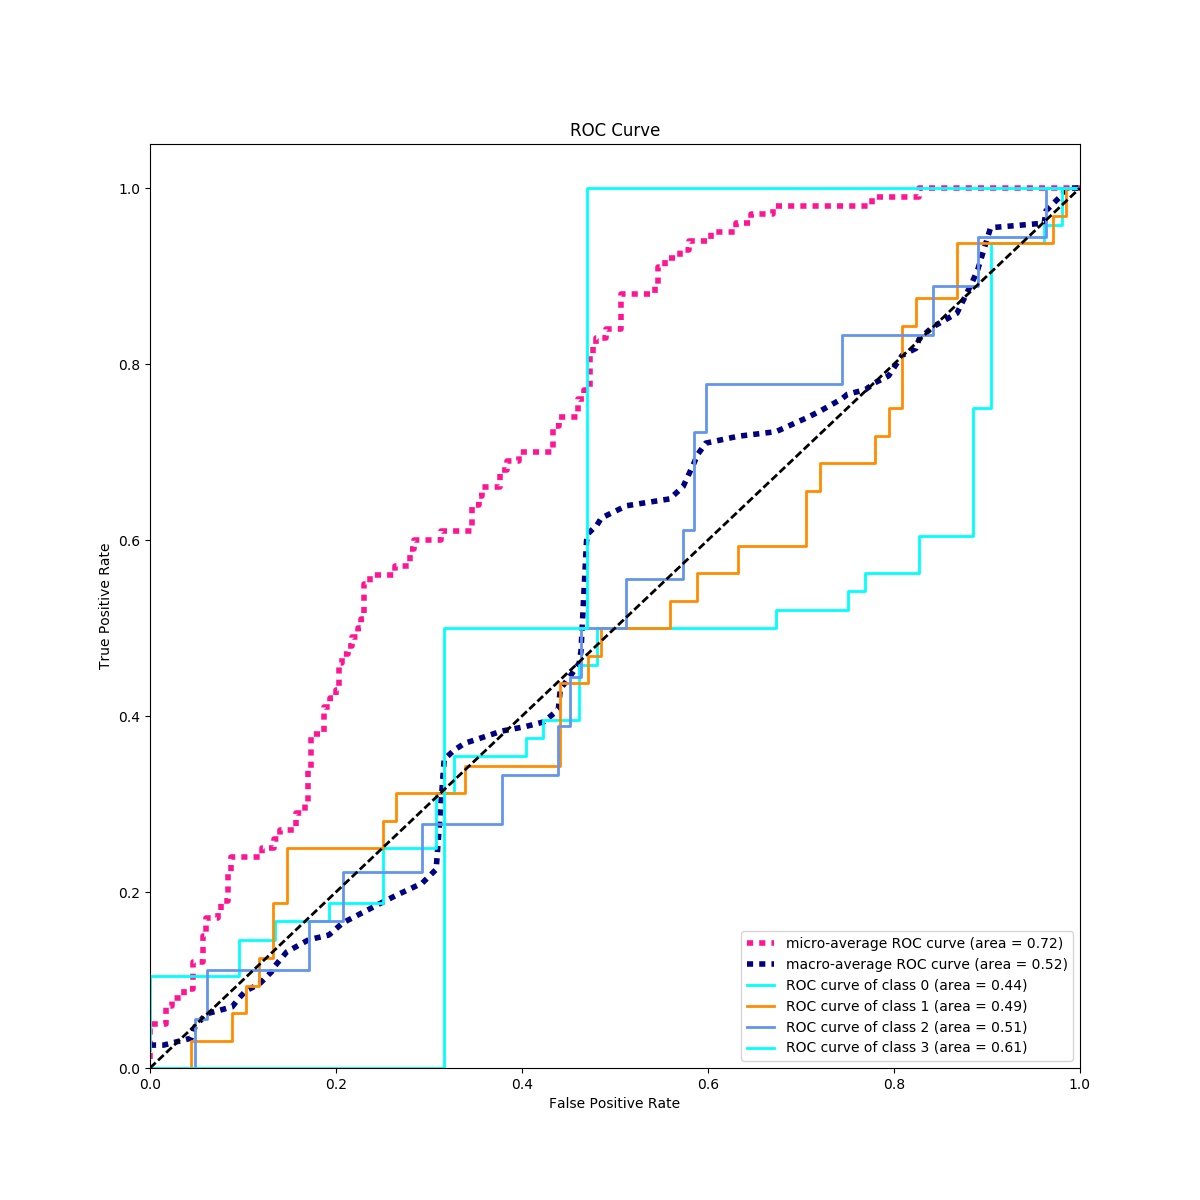 ROC Curve
1.0
0.8
0.6
0.4
0.2
0.0
True Positive Rate
micro-average ROC curve (area = 0.72)
macro-average ROC curve (area = 0.52)
ROC curve of class 0 (area = 0.44)
ROC curve of class 1 (area = 0.49)
ROC curve of class 2 (area = 0.51)
ROC curve of class 3 (area = 0.61)
0.0 0.2 0.4 0.6 0.8 1.0
False Positive Rate